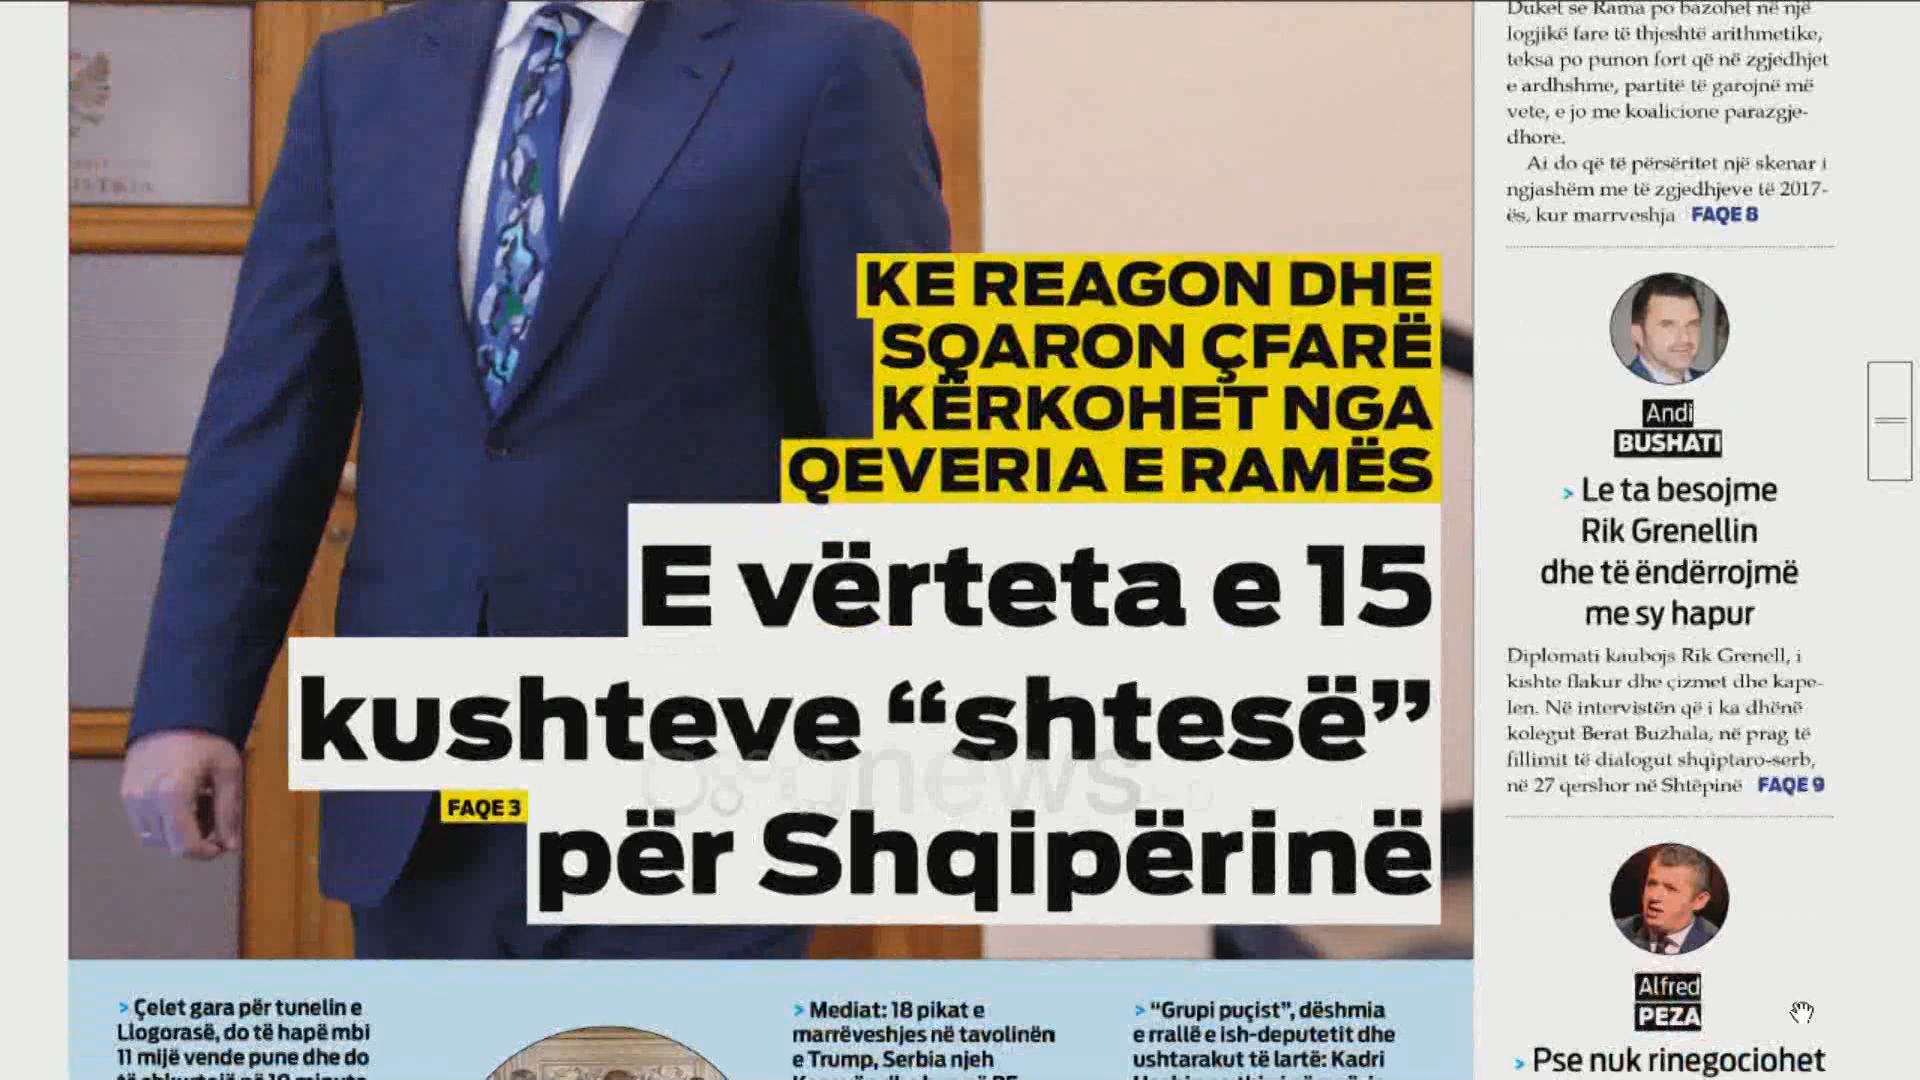 KE REAGON DHE
SQARON ÇFARË
KËRKOHET NGA
QEVERIA E RAMËS
E vërteta e 15
kushteve “shtesë”
për Shqipërinë
FAQE 3
> Çelet gara për tunelin e
Llogorasë, do të hapë mbi
11 mijë vende pune dhe do
> Mediat: 18 pikat e
marrëveshjes në tavolinën
e Trump, Serbia njeh
> “Grupi puçist”, dëshmia
e rrallë e ish-deputetit dhe
ushtarakut të lartë: Kadri
Duket se Rama po bazohet në një
logjikë fare të thjeshtë arithmetike,
teksa po punon fort që në zgjedhjet
e ardhshme, partitë të garojnë më
vete, e jo me koalicione parazgje-
dhore.
Ai do që të përsëritet një skenar i
ngjashëm me të zgjedhjeve të 2017-
ës, kur marrveshja FAQE 8
Andi
BUSHATI
> Le ta besojme
Rik Grenellin
dhe të ëndërrojmë
me sy hapur
Diplomati kaubojs Rik Grenell, i
kishte flakur dhe çizmet dhe kape-
len. Në intervistën që i ka dhënë
kolegut Berat Buzhala, në prag të
fillimit të dialogut shqiptaro-serb,
në 27 qershor në Shtëpinë FAQE 9
Alfred
PEZA
> Pse nuk rinegociohet
news